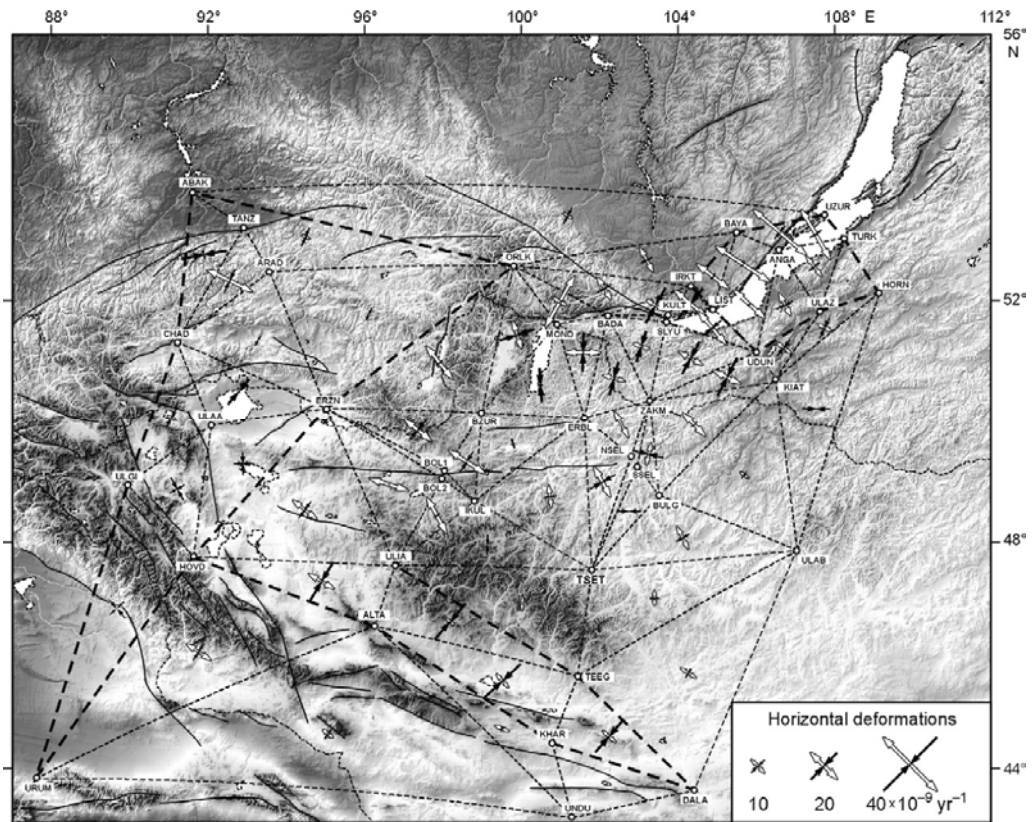 88° 92° 96° 100° 104° 108° E 112°
56°
N
ABAK
TANZ
UZUR
BAYA
TURK
ANGA
ARAD
ORLK
IRKT
HORN
52°
LIST
KULT
ULAZ
BADA
SLYU
MOND
CHAD
UDUN
KIAT
ERZN
ZAKM
ULAA
BZUR
ERBL
NSEL
BOL1
SSEL
ULGI
BOL2
IKUL
BULG
48°
HOVD
ULIA
TSET
ULAB
ALTA
TEEG
KHAR
Horizontal deformations
44°
URUM
DALA
UNDU
10 20 40×10⁻⁹ yr⁻¹